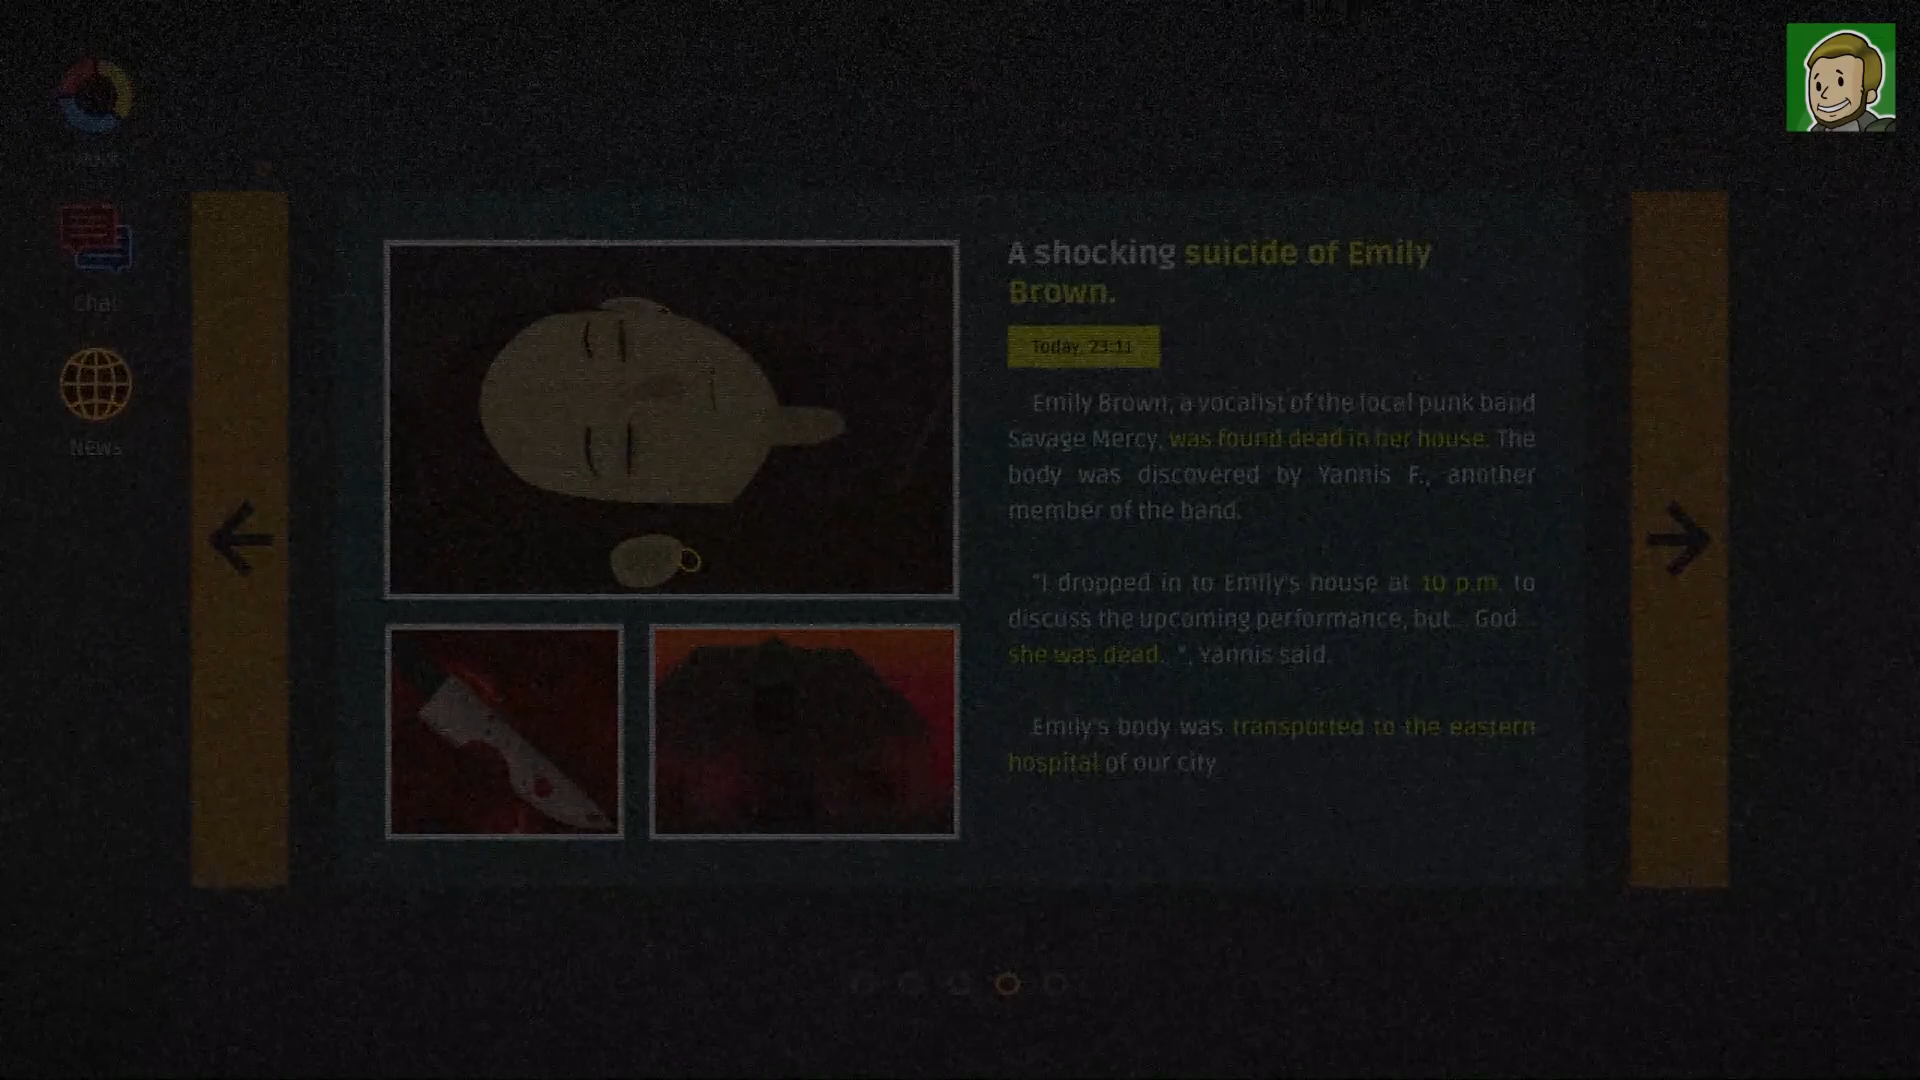 A shocking suicide of Emily
Brown.
Today, 23:11
Emily Brown, a vocalist of the local punk band
Savage Mercy, was found dead in her house. The
body was discovered by Yannis F., another
member of the band.
"I dropped in to Emily's house at 10 p.m. to
discuss the upcoming performance, but... God...
she was dead...", Yannis said.
Emily's body was transported to the eastern
hospital of our city.
Chat
News